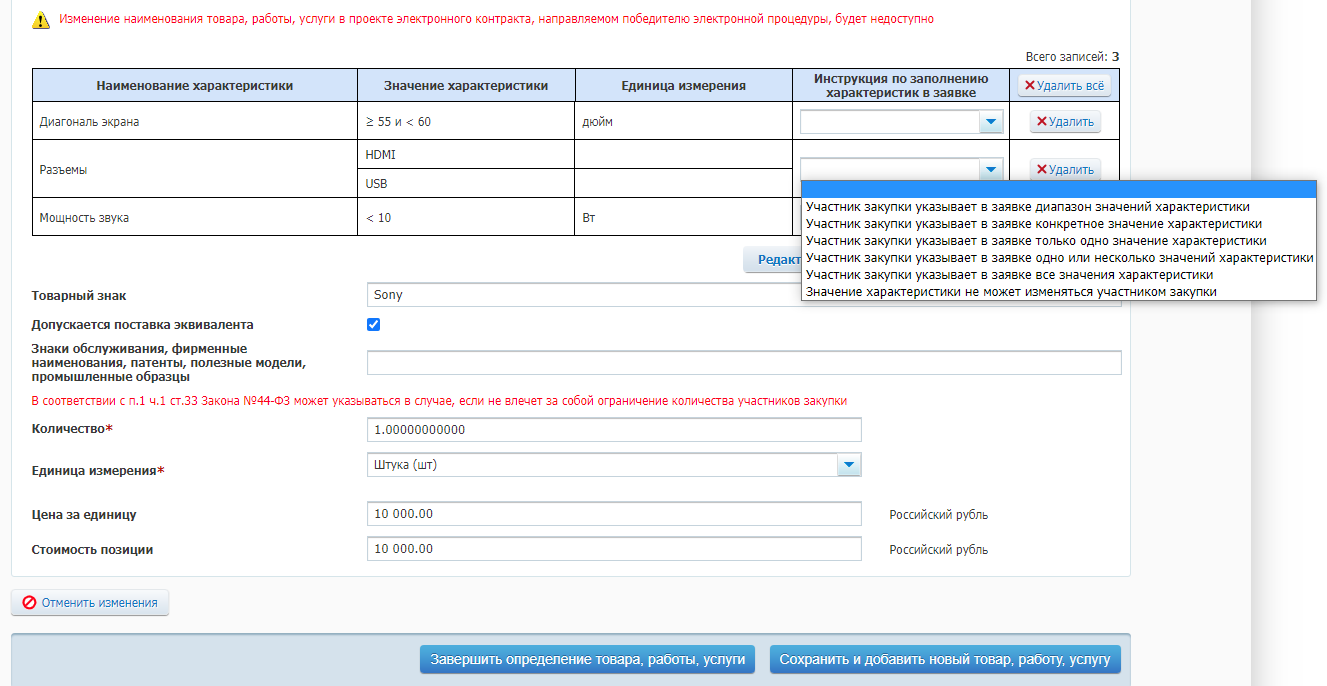 Изменение наименования товара, работы, услуги в проекте электронного контракта, направляемом победителю электронной процедуры, будет недоступно
Всего записей: 3
Наименование характеристики
Значение характеристики
Единица измерения
Инструкция по заполнению
характеристик в заявке
Удалить всё
Диагональ экрана
≥ 55 и < 60
дюйм
Удалить
Разъемы
HDMI
USB
Удалить
Мощность звука
< 10
Вт
Участник закупки указывает в заявке диапазон значений характеристики
Участник закупки указывает в заявке конкретное значение характеристики
Участник закупки указывает в заявке только одно значение характеристики
Участник закупки указывает в заявке одно или несколько значений характеристики
Участник закупки указывает в заявке все значения характеристики
Значение характеристики не может изменяться участником закупки
Редакт
Товарный знак
Sony
Допускается поставка эквивалента
Знаки обслуживания, фирменные
наименования, патенты, полезные модели,
промышленные образцы
В соответствии с п.1 ч.1 ст.33 Закона №44-ФЗ может указываться в случае, если не влечет за собой ограничение количества участников закупки
Количество*
1.00000000000
Единица измерения*
Штука (шт)
Цена за единицу
10 000.00
Российский рубль
Стоимость позиции
10 000.00
Российский рубль
Отменить изменения
Завершить определение товара, работы, услуги
Сохранить и добавить новый товар, работу, услугу